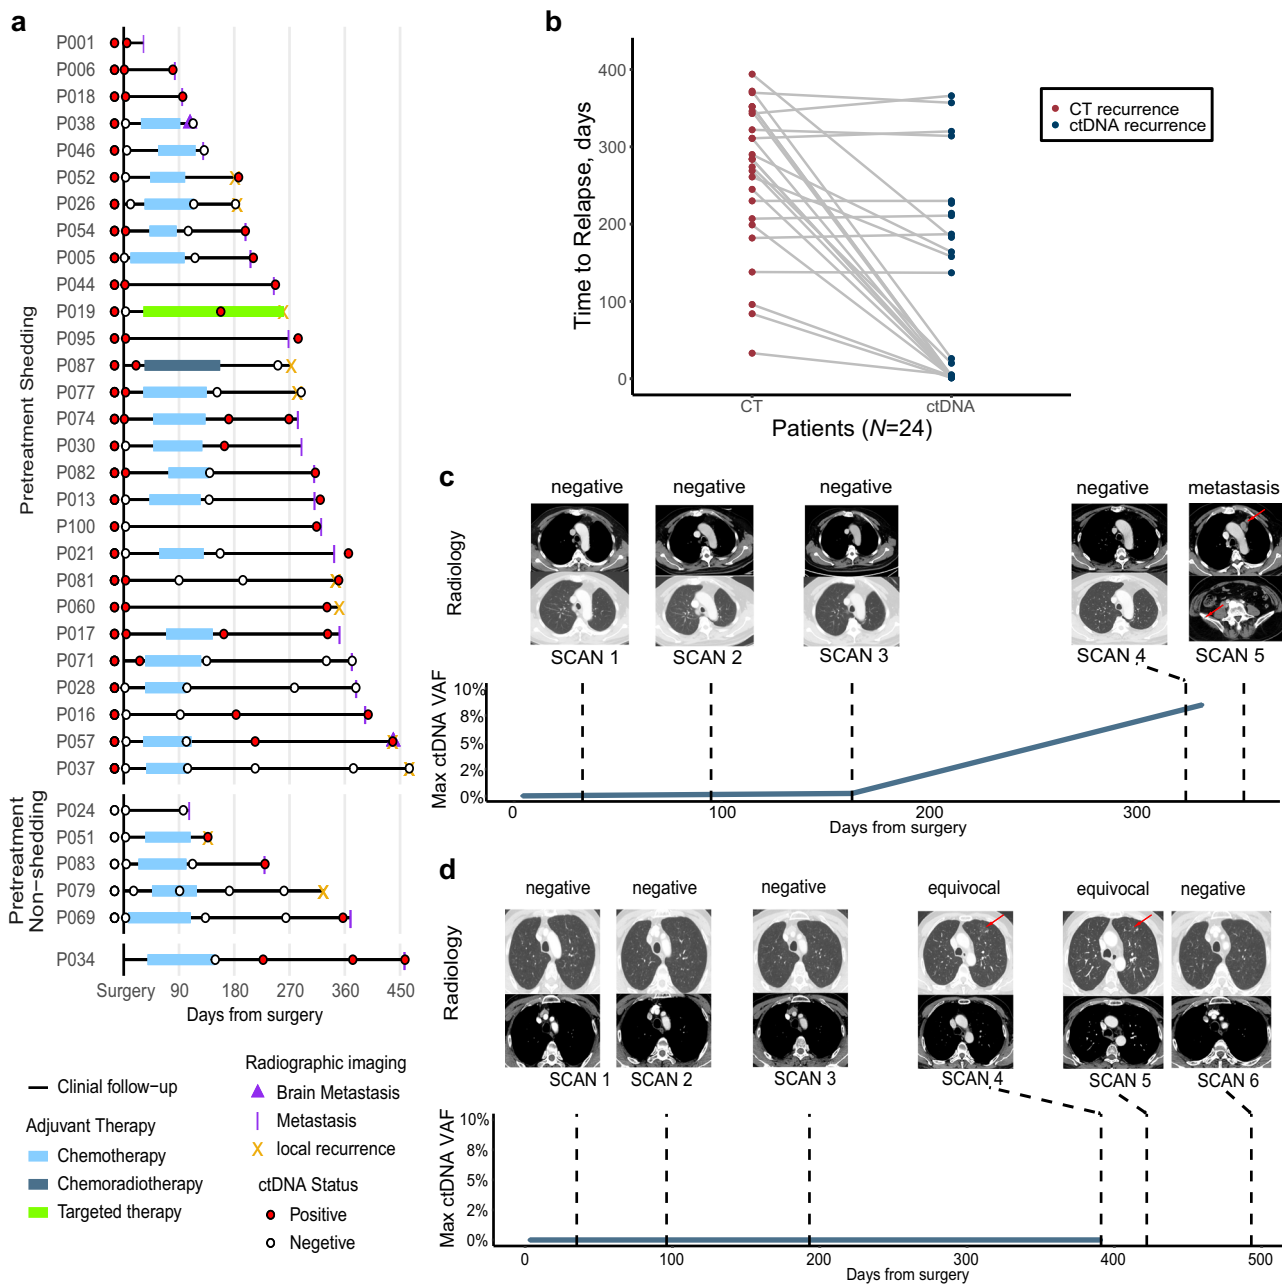 a
Pretreatment Shedding
P001
P006
P018
P038
P046
P052
P026
P054
P005
P044
P019
P095
P087
P077
P074
P030
P082
P013
P100
P021
P081
P060
P017
P071
P028
P016
P057
P037
Pretreatment
Non-shedding
P024
P051
P083
P079
P069
P034
Surgery 90 180 270 360 450
Days from surgery
Clinial follow-up
Adjuvant Therapy
Chemotherapy
Chemoradiotherapy
Targeted therapy
Radiographic imaging
Brain Metastasis
Metastasis
X local recurrence
ctDNA Status
Positive
Negetive
b
Time to Relapse, days
400
300
200
100
0
CT ctDNA
Patients (N=24)
CT recurrence
ctDNA recurrence
c
Radiology
negative negative negative negative metastasis
SCAN 1 SCAN 2 SCAN 3 SCAN 4 SCAN 5
Max ctDNA VAF
10%
8%
5%
2%
0%
0 100 200 300
Days from surgery
d
Radiology
negative negative negative equivocal equivocal negative
SCAN 1 SCAN 2 SCAN 3 SCAN 4 SCAN 5 SCAN 6
Max ctDNA VAF
10%
8%
5%
2%
0%
0 100 200 300 400 500
Days from surgery